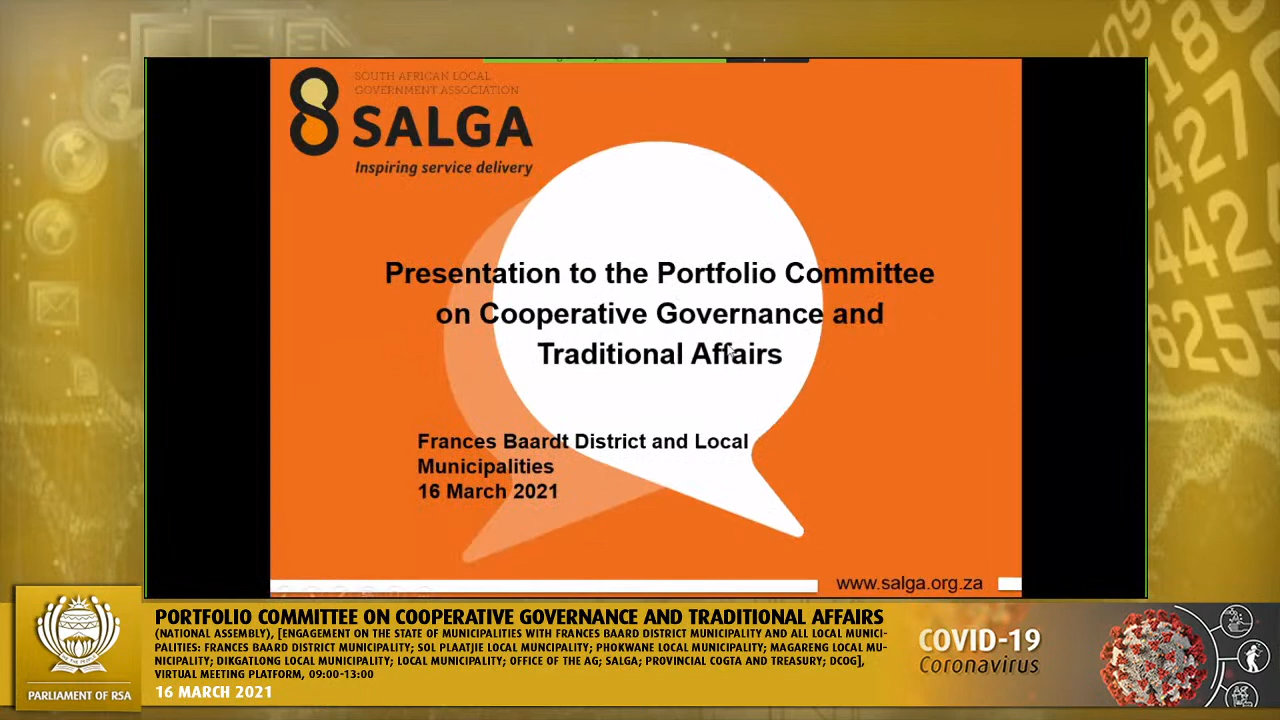 SOUTH AFRICAN LOCAL
GOVERNMENT ASSOCIATION
SALGA
Inspiring service delivery
Presentation to the Portfolio Committee
on Cooperative Governance and
Traditional Affairs
Frances Baardt District and Local
Municipalities
16 March 2021
www.salga.org.za
PARLIAMENT OF RSA
PORTFOLIO COMMITTEE ON COOPERATIVE GOVERNANCE AND TRADITIONAL AFFAIRS
(NATIONAL ASSEMBLY), [ENGAGEMENT ON THE STATE OF MUNICIPALITIES WITH FRANCES BAARD DISTRICT MUNICIPALITY AND ALL LOCAL MUNICI-
PALITIES: FRANCES BAARD DISTRICT MUNICIPALITY; SOL PLAATJIE LOCAL MUNCIPALITY; PHOKWANE LOCAL MUNICIPALITY; MAGARENG LOCAL MU-
NICIPALITY; DIKGATLONG LOCAL MUNICIPALITY; LOCAL MUNICIPALITY; OFFICE OF THE AG; SALGA; PROVINCIAL COGTA AND TREASURY; DCOG],
VIRTUAL MEETING PLATFORM, 09:00-13:00
16 MARCH 2021
COVID-19
Coronavirus